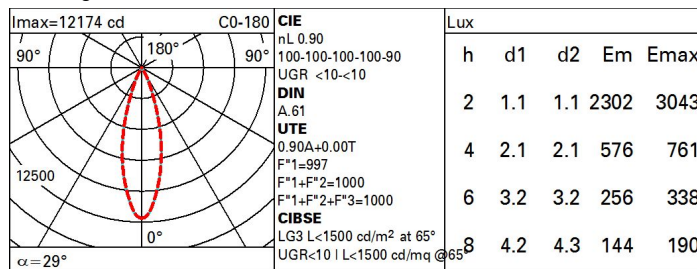 Imax=12174 cd C0-180
90° 180° 90°
12500
0°
α=29°
CIE
nL 0.90
100-100-100-100-90
UGR <10-<10
DIN
A.61
UTE
0.90A+0.00T
F"1=997
F"1+F"2=1000
F"1+F"2+F"3=1000
CIBSE
LG3 L<1500 cd/m² at 65°
UGR<10 | L<1500 cd/mq @65°
Lux
h d1 d2 Em Emax
2 1.1 1.1 2302 3043
4 2.1 2.1 576 761
6 3.2 3.2 256 338
8 4.2 4.3 144 190